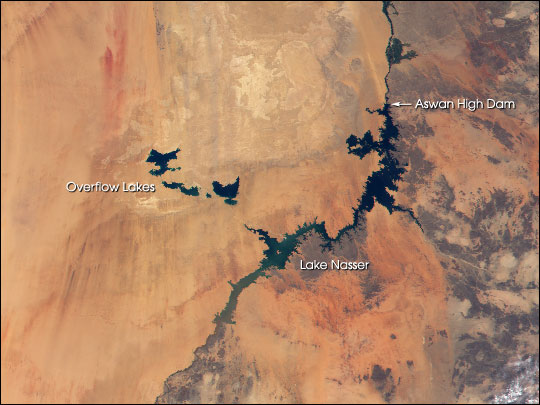 Aswan High Dam
Overflow Lakes
Lake Nasser